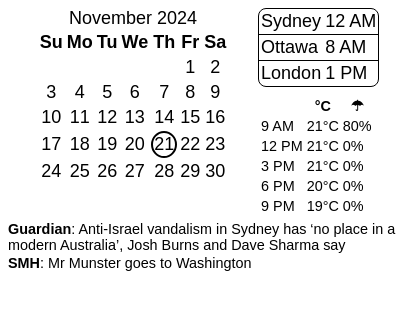 November 2024
Su Mo Tu We Th Fr Sa
1 2
3 4 5 6 7 8 9
10 11 12 13 14 15 16
17 18 19 20 21 22 23
24 25 26 27 28 29 30
Sydney 12 AM
Ottawa 8 AM
London 1 PM
°C ☂
9 AM 21°C 80%
12 PM 21°C 0%
3 PM 21°C 0%
6 PM 20°C 0%
9 PM 19°C 0%
Guardian: Anti-Israel vandalism in Sydney has ‘no place in a
modern Australia’, Josh Burns and Dave Sharma say
SMH: Mr Munster goes to Washington